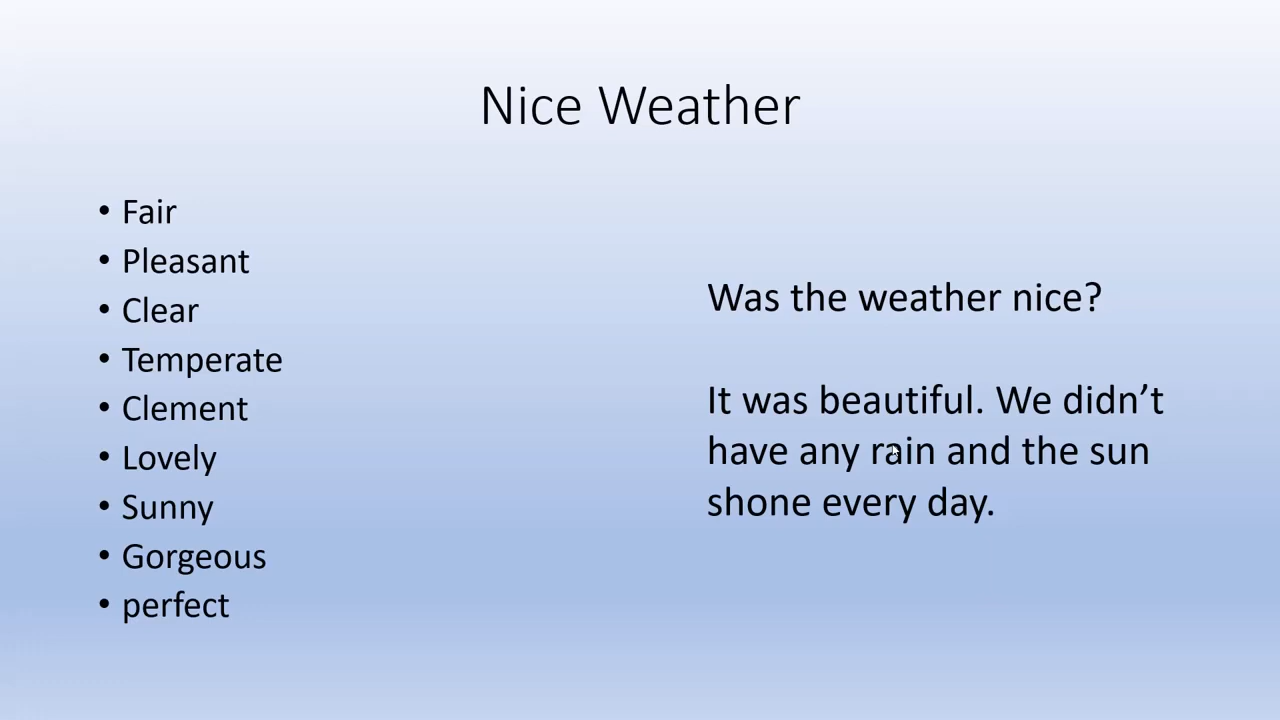 Nice Weather
• Fair
• Pleasant
• Clear
• Temperate
• Clement
• Lovely
• Sunny
• Gorgeous
• perfect
Was the weather nice?
It was beautiful. We didn’t
have any rain and the sun
shone every day.